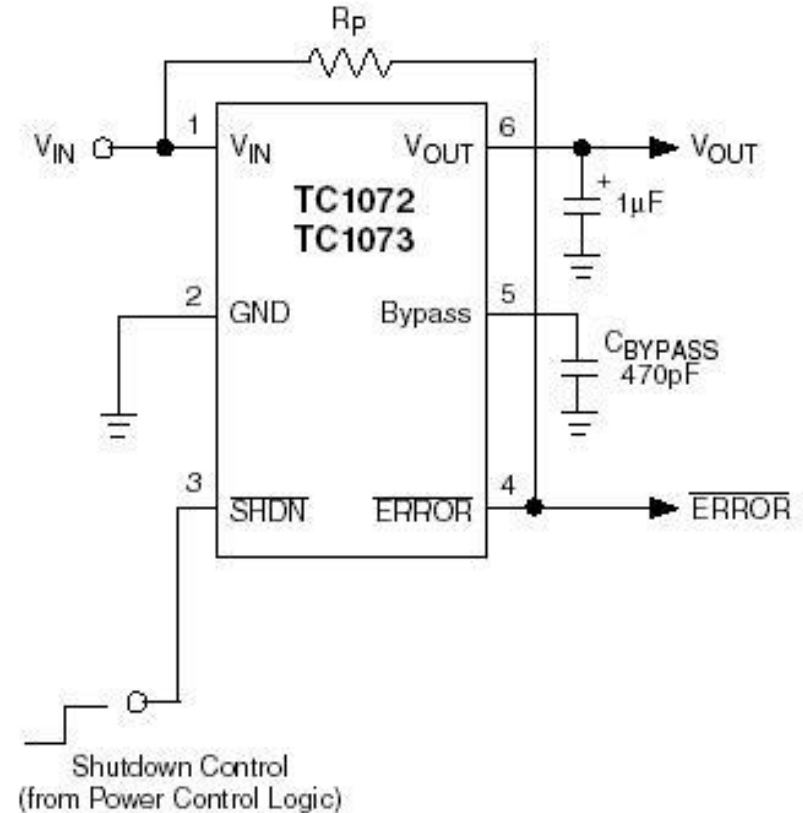 RP
VIN
1
VIN
VOUT
6
VOUT
TC1072
TC1073
+
1µF
2
GND
Bypass
5
CBYPASS
470pF
3
SHDN
ERROR
4
ERROR
Shutdown Control
(from Power Control Logic)